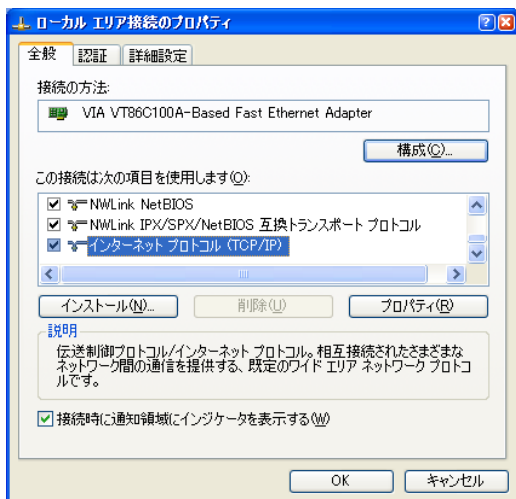 ローカル エリア接続のプロパティ
全般 認証 詳細設定
接続の方法:
VIA VT86C100A-Based Fast Ethernet Adapter
構成(C)...
この接続は次の項目を使用します(O):
NWLink NetBIOS
NWLink IPX/SPX/NetBIOS 互換トランスポート プロトコル
インターネット プロトコル (TCP/IP)
インストール(N)... 削除(U) プロパティ(R)
説明
伝送制御プロトコル/インターネット プロトコル。相互接続されたさまざまな
ネットワーク間の通信を提供する、既定のワイド エリア ネットワーク プロトコ
ルです。
接続時に通知領域にインジケータを表示する(W)
OK キャンセル